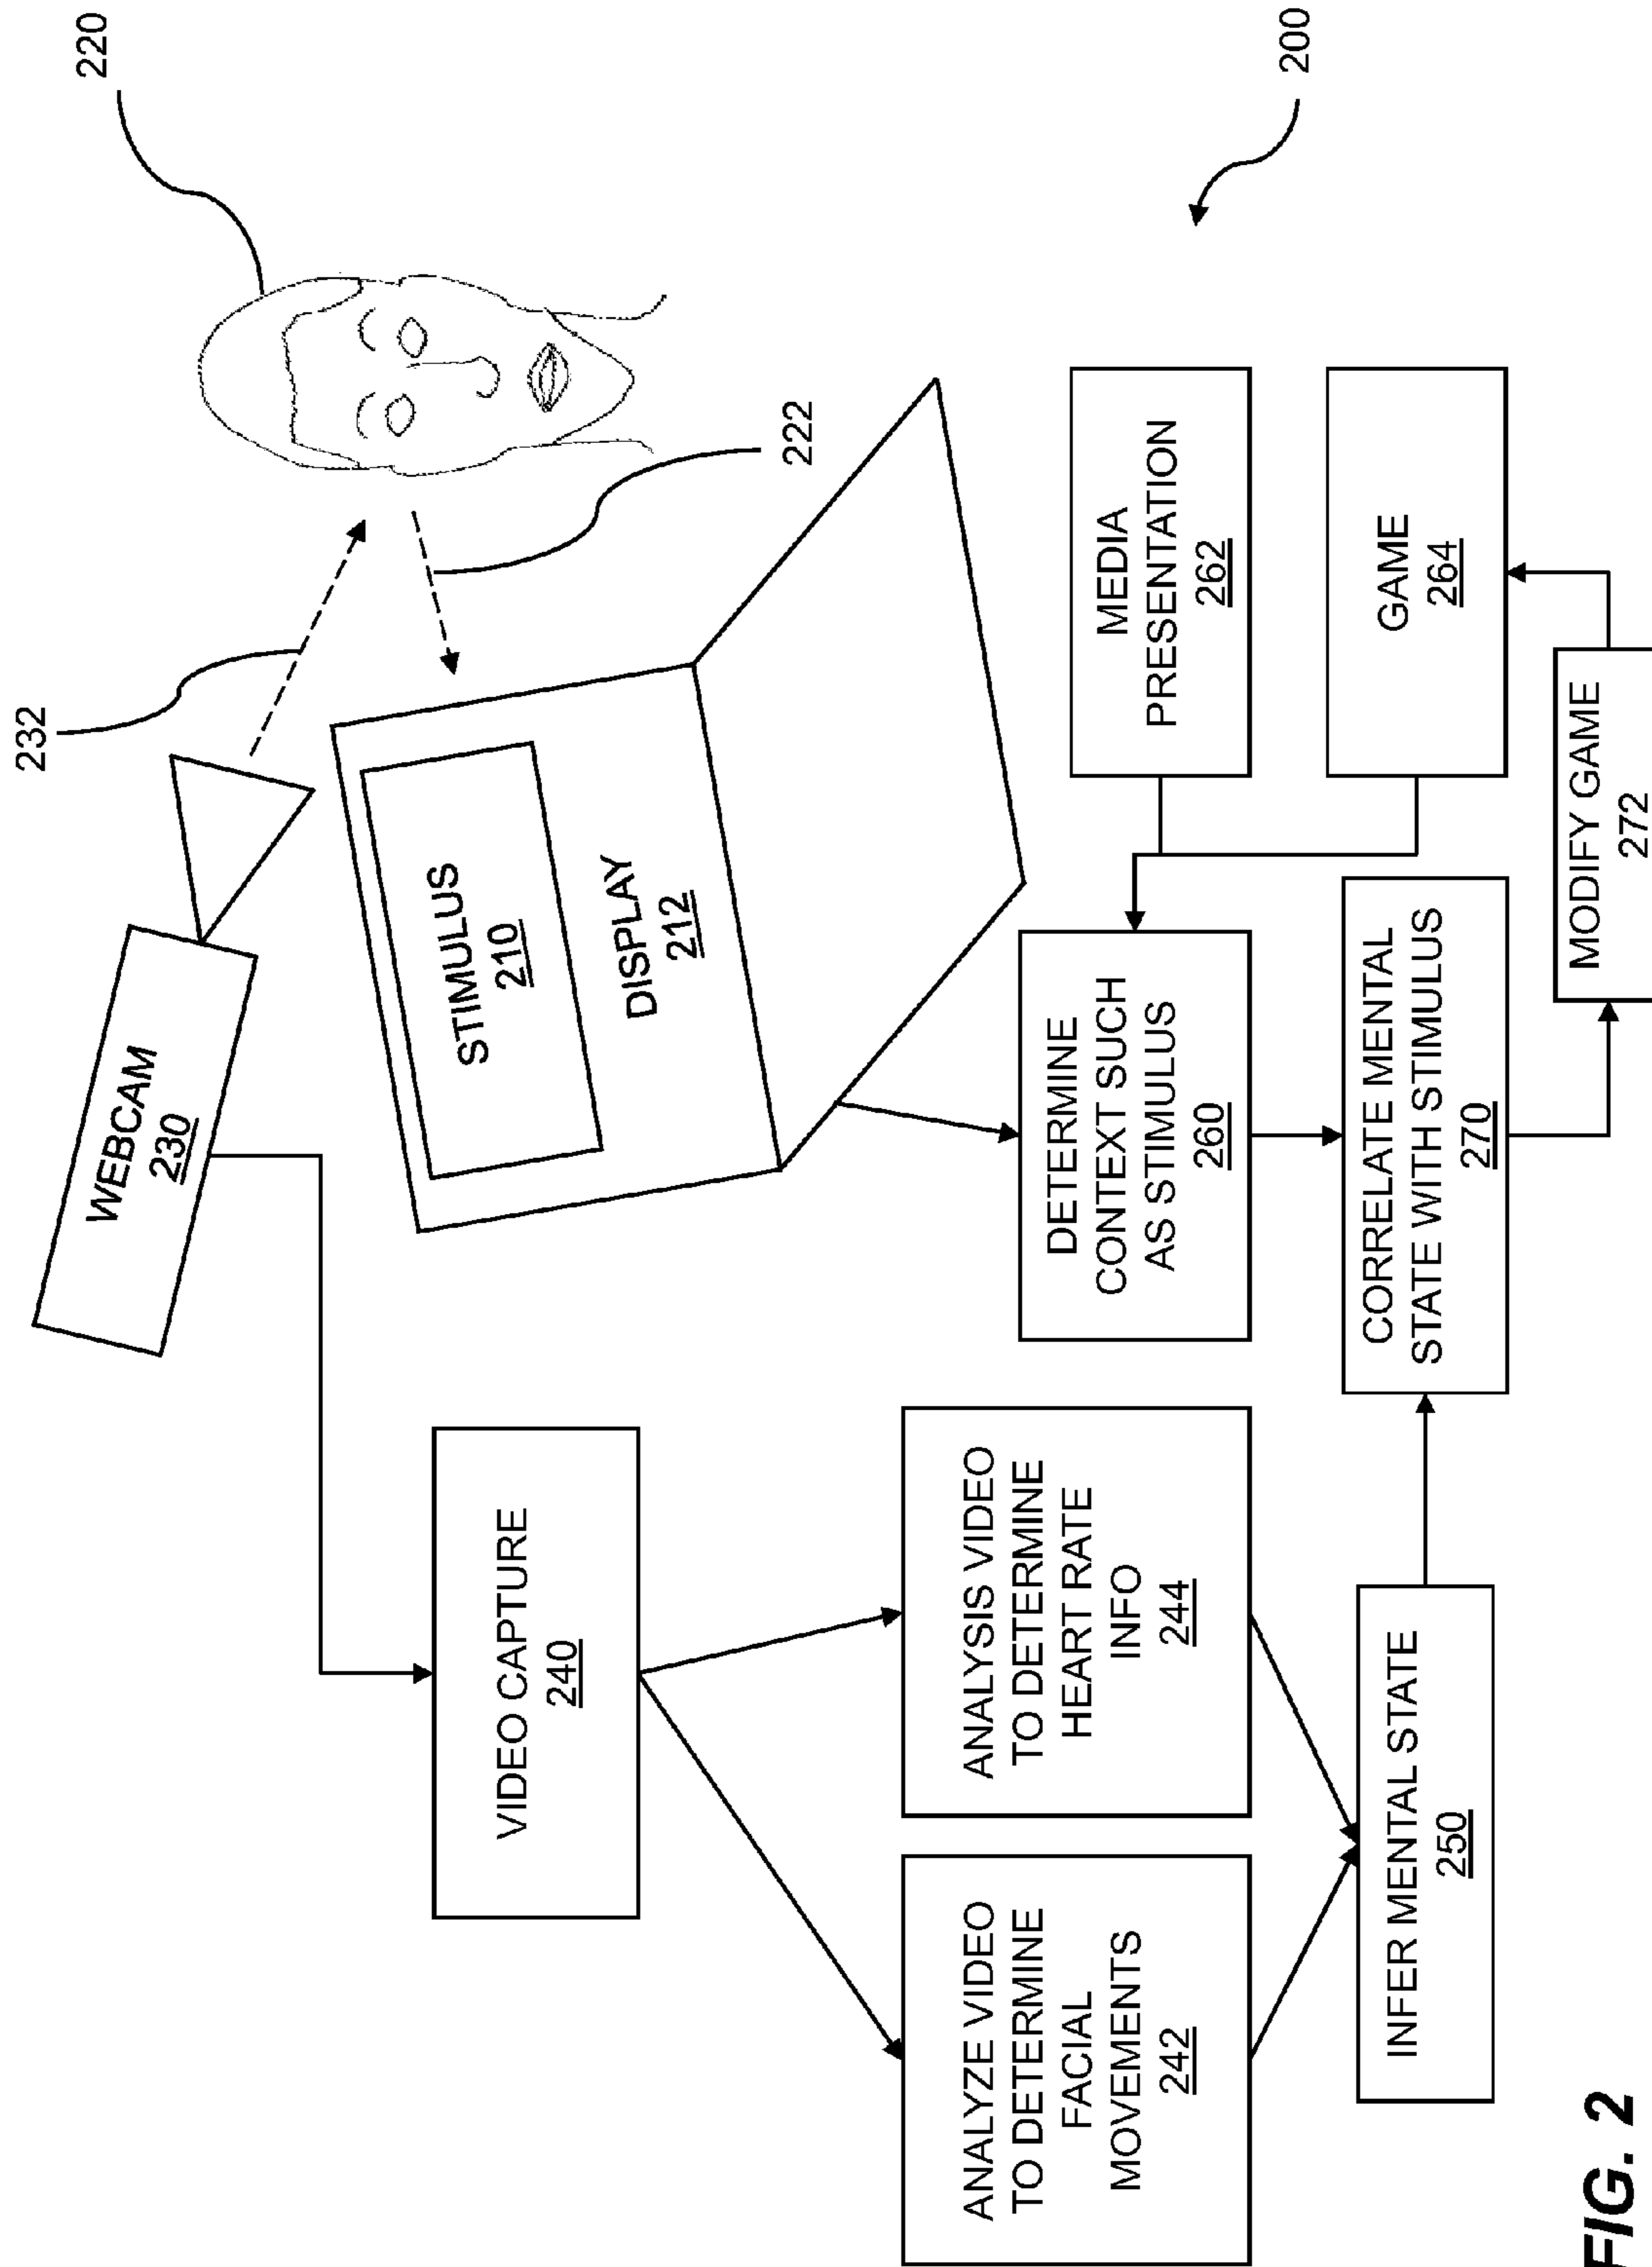 220
232
WEBCAM
230
STIMULUS
210
DISPLAY
212
222
200
VIDEO CAPTURE
240
ANALYZE VIDEO
TO DETERMINE
FACIAL
MOVEMENTS
242
ANALYSIS VIDEO
TO DETERMINE
HEART RATE
INFO
244
DETERMINE
CONTEXT SUCH
AS STIMULUS
260
MEDIA
PRESENTATION
262
GAME
264
INFER MENTAL STATE
250
CORRELATE MENTAL
STATE WITH STIMULUS
270
MODIFY GAME
272
FIG. 2